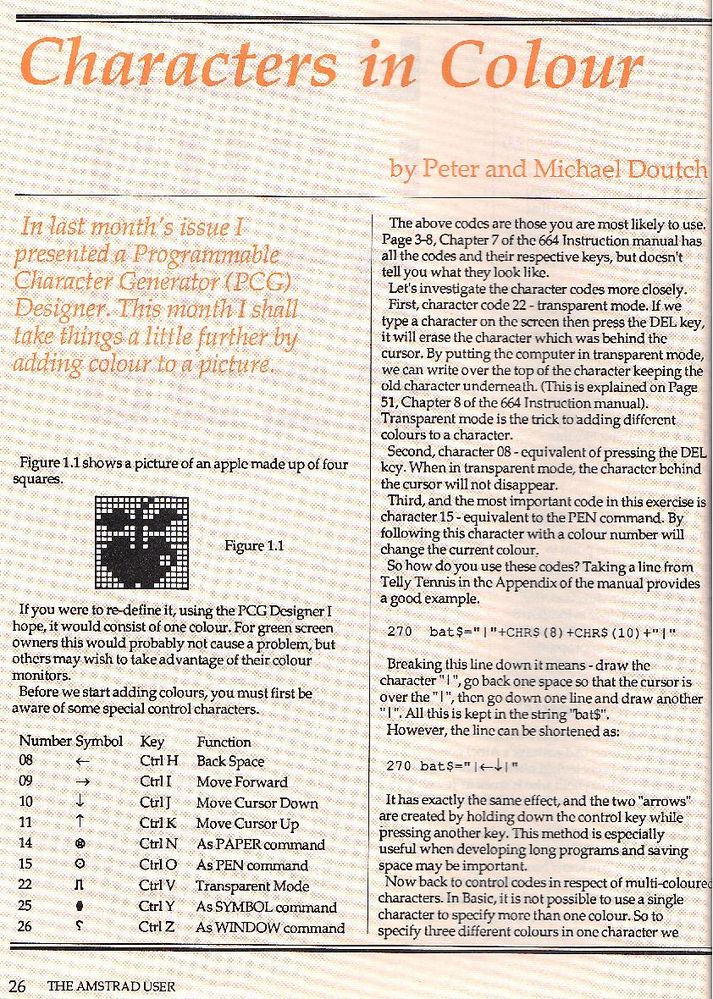 Characters in Colour
by Peter and Michael Doutch
In last month's issue I
presented a Programmable
Character Generator (PCG)
Designer. This month I shall
take things a little further by
adding colour to a picture.
Figure 1.1 shows a picture of an apple made up of four
squares.
Figure 1.1
If you were to re-define it, using the PCG Designer I
hope, it would consist of one colour. For green screen
owners this would probably not cause a problem, but
others may wish to take advantage of their colour
monitors.
Before we start adding colours, you must first be
aware of some special control characters.
Number Symbol Key Function
08 ← Ctrl H Back Space
09 → Ctrl I Move Forward
10 ↓ Ctrl J Move Cursor Down
11 ↑ Ctrl K Move Cursor Up
14 ⊗ Ctrl N As PAPER command
15 ⊙ Ctrl O As PEN command
22 Ctrl V Transparent Mode
25 Ctrl Y As SYMBOL command
26 Ctrl Z As WINDOW command
The above codes are those you are most likely to use.
Page 3-8, Chapter 7 of the 664 Instruction manual has
all the codes and their respective keys, but doesn't
tell you what they look like.
Let's investigate the character codes more closely.
First, character code 22 - transparent mode. If we
type a character on the screen then press the DEL key,
it will erase the character which was behind the
cursor. By putting the computer in transparent mode,
we can write over the top of the character keeping the
old character underneath. (This is explained on Page
51, Chapter 8 of the 664 Instruction manual).
Transparent mode is the trick to adding different
colours to a character.
Second, character 08 - equivalent of pressing the DEL
key. When in transparent mode, the character behind
the cursor will not disappear.
Third, and the most important code in this exercise is
character 15 - equivalent to the PEN command. By
following this character with a colour number will
change the current colour.
So how do you use these codes? Taking a line from
Telly Tennis in the Appendix of the manual provides
a good example.
270 bat$="|"+CHR$(8)+CHR$(10)+"|"
Breaking this line down it means - draw the
character "|", go back one space so that the cursor is
over the "|", then go down one line and draw another
"|". All this is kept in the string "bat$".
However, the line can be shortened as:
270 bat$="|←↓|"
It has exactly the same effect, and the two "arrows"
are created by holding down the control key while
pressing another key. This method is especially
useful when developing long programs and saving
space may be important.
Now back to control codes in respect of multi-coloured
characters. In Basic, it is not possible to use a single
character to specify more than one colour. So to
specify three different colours in one character we
26 THE AMSTRAD USER